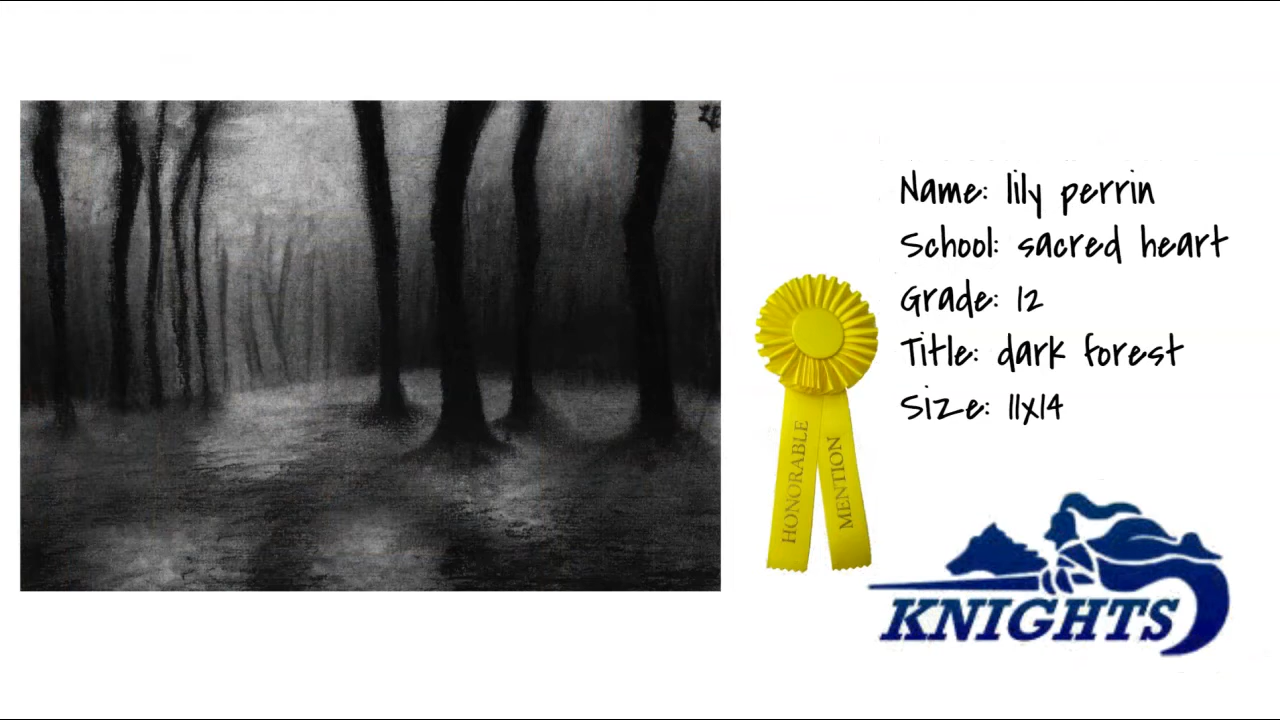 Name: lily perrin
School: sacred heart
Grade: 12
Title: dark forest
Size: 11x14
HONORABLE
MENTION
KNIGHTS